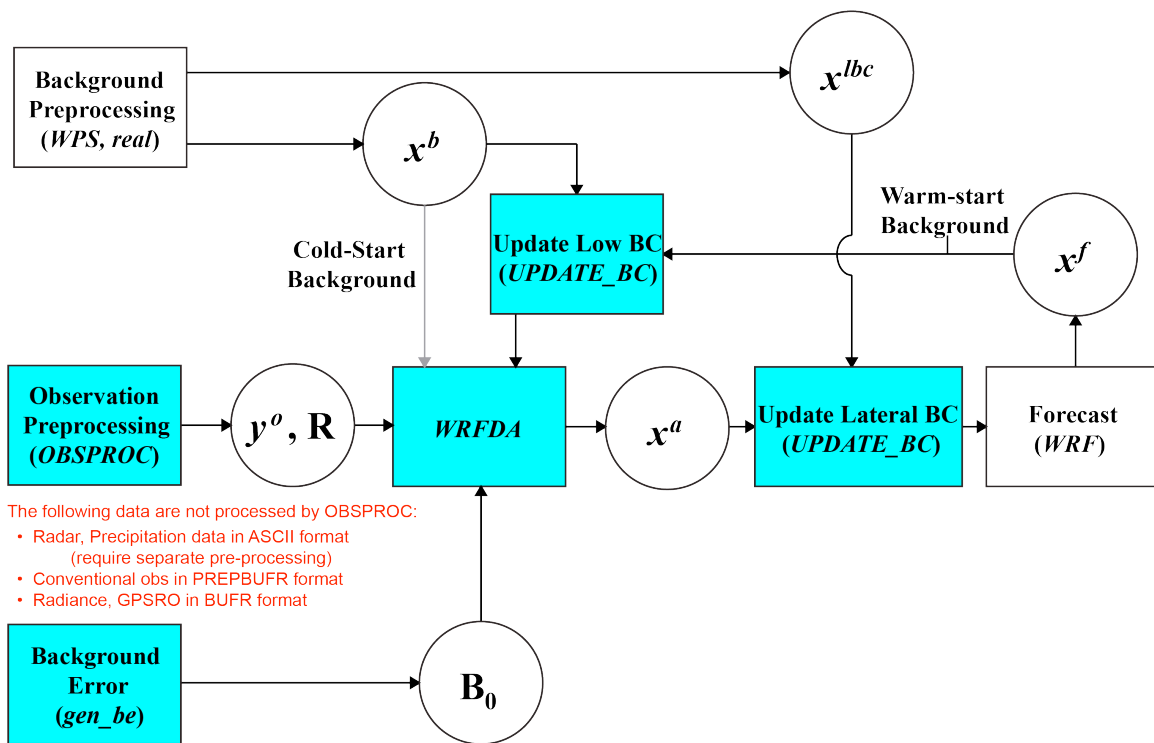 Background
Preprocessing
(WPS, real)
x^b
x^lbc
Cold-Start
Background
Update Low BC
(UPDATE_BC)
Warm-start
Background
x^f
Observation
Preprocessing
(OBSPROC)
y^o, R
WRFDA
x^a
Update Lateral BC
(UPDATE_BC)
Forecast
(WRF)
The following data are not processed by OBSPROC:
• Radar, Precipitation data in ASCII format
(require separate pre-processing)
• Conventional obs in PREPBUFR format
• Radiance, GPSRO in BUFR format
Background
Error
(gen_be)
B_0